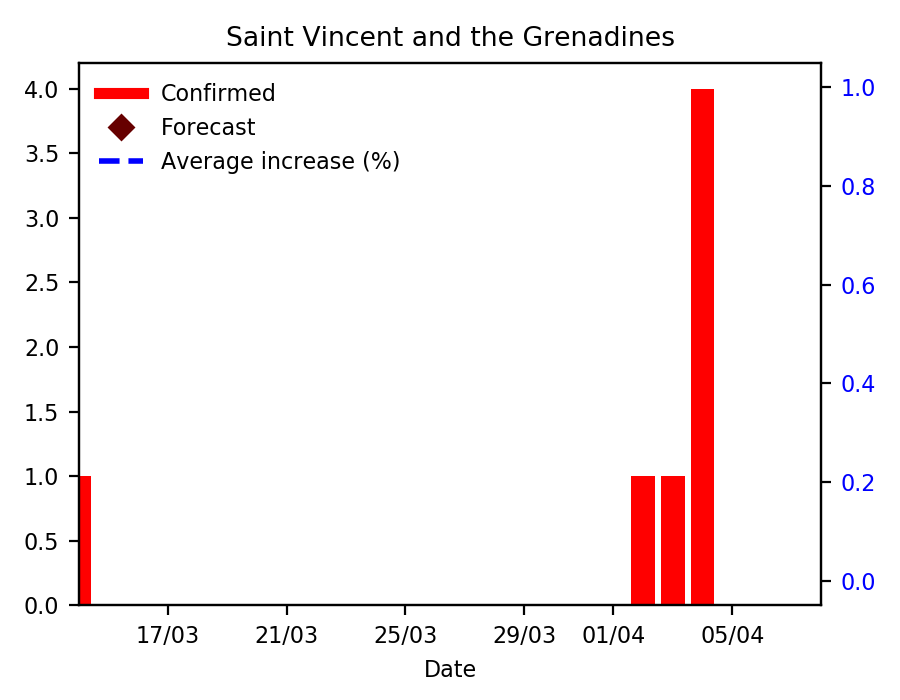 Saint Vincent and the Grenadines
Confirmed
Forecast
Average increase (%)
4.0
3.5
3.0
2.5
2.0
1.5
1.0
0.5
0.0
1.0
0.8
0.6
0.4
0.2
0.0
17/03 21/03 25/03 29/03 01/04 05/04
Date